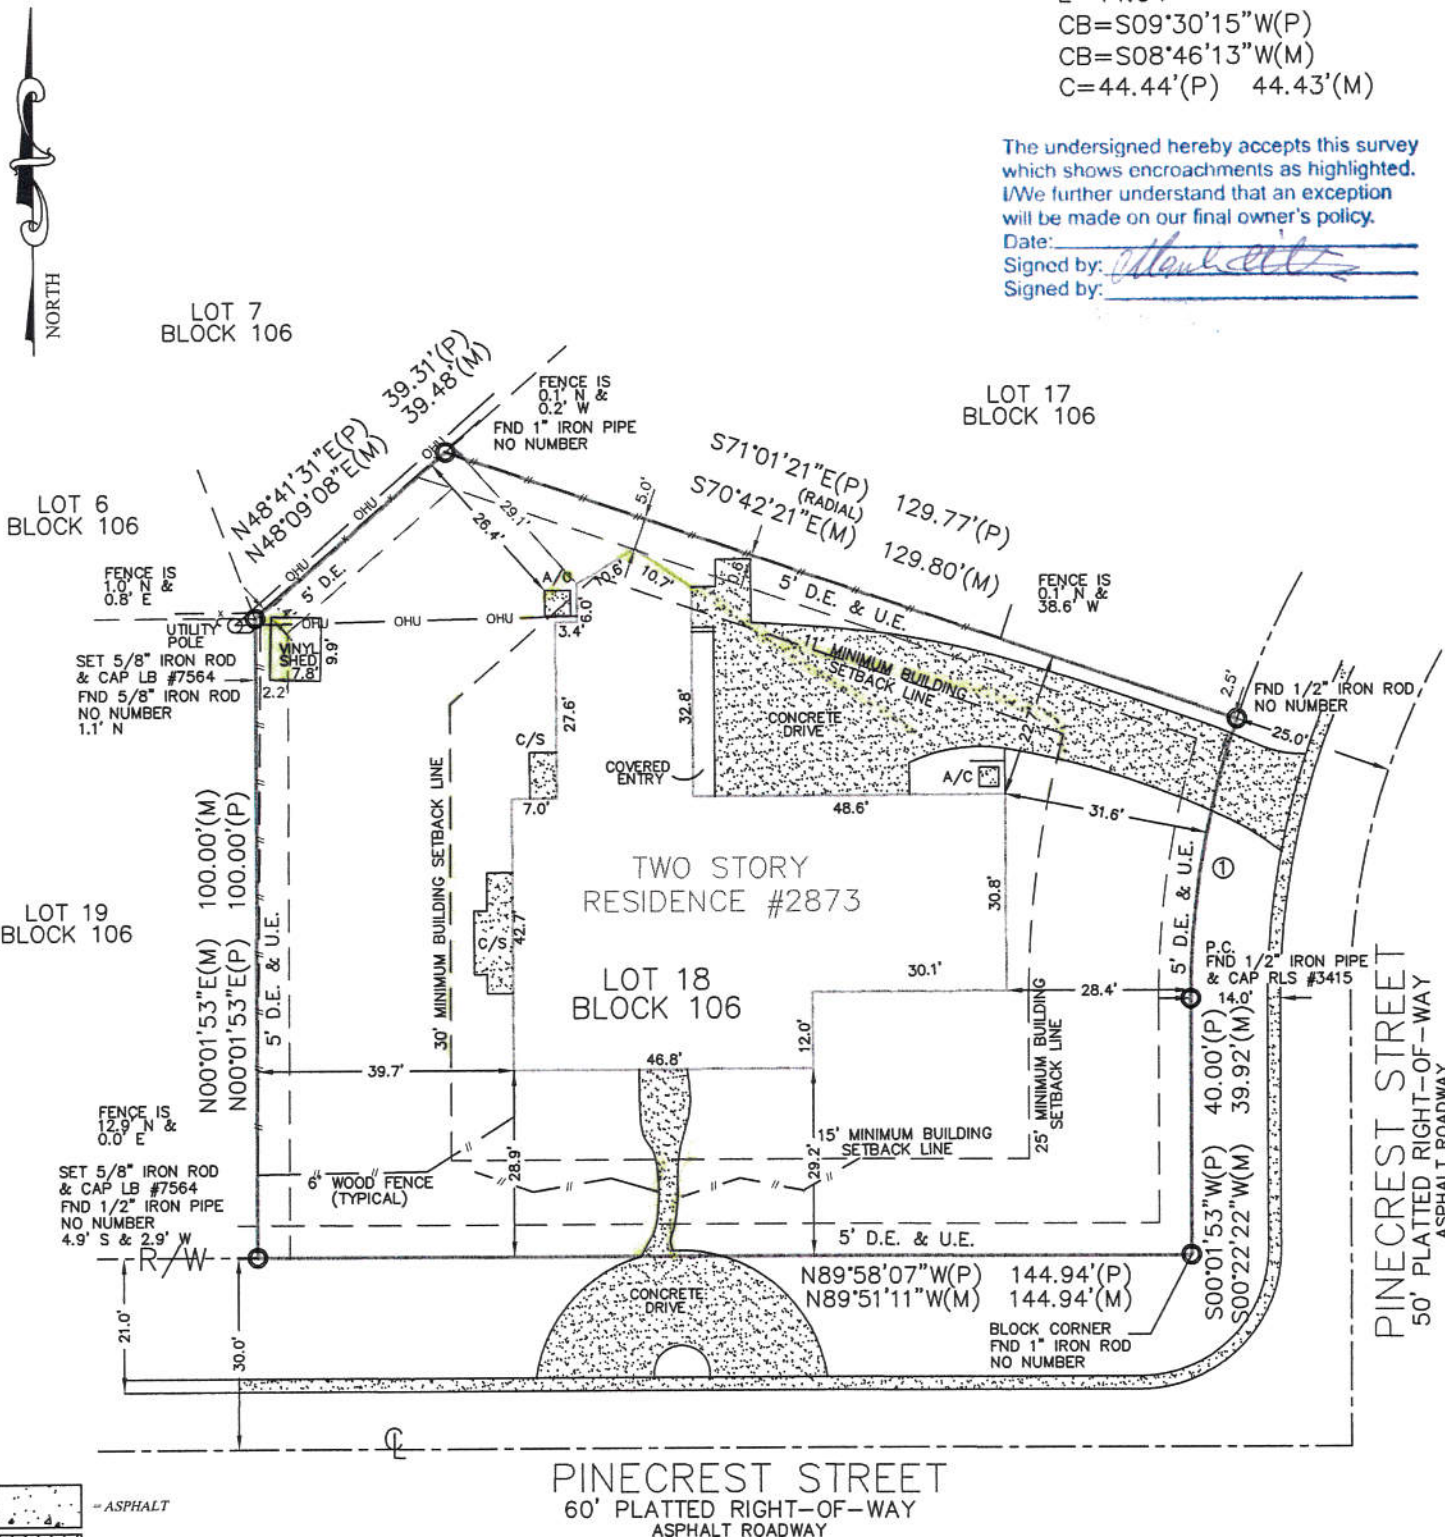 CB=S09°30'15"W(P)
CB=S08°46'13"W(M)
C=44.44'(P) 44.43'(M)
The undersigned hereby accepts this survey
which shows encroachments as highlighted.
I/We further understand that an exception
will be made on our final owner's policy.
Date:
Signed by:
Signed by:
NORTH
LOT 7
BLOCK 106
LOT 17
BLOCK 106
LOT 6
BLOCK 106
N48°41'31"E(P) 39.31'(P)
N48°09'08"E(M) 39.48'(M)
FENCE IS
0.1' N &
0.2' W
FND 1" IRON PIPE
NO NUMBER
S71°01'21"E(P) 129.77'(P)
(RADIAL)
S70°42'21"E(M) 129.80'(M)
FENCE IS
0.1' N &
38.6' W
FENCE IS
1.0' N &
0.8' E
OHU
OHU
OHU
OHU
OHU
OHU
5' D.E.
26.4'
29.1'
5.0'
A/C
10.6'
10.7'
0.6'
5' D.E. & U.E.
UTILITY
POLE
VINYL
SHED
7.8'
9.9'
2.2'
3.4'
6.0'
SET 5/8" IRON ROD
& CAP LB #7564
FND 5/8" IRON ROD
NO NUMBER
1.1' N
MINIMUM BUILDING
SETBACK LINE
CONCRETE
DRIVE
2.5'
FND 1/2" IRON ROD
NO NUMBER
25.0'
27.6'
32.8'
C/S
7.0'
COVERED
ENTRY
A/C
48.6'
31.6'
N00°01'53"E(M) 100.00'(M)
N00°01'53"E(P) 100.00'(P)
5' D.E. & U.E.
30' MINIMUM BUILDING SETBACK LINE
LOT 19
BLOCK 106
TWO STORY
RESIDENCE #2873
30.8'
42.7'
C/S
LOT 18
BLOCK 106
30.1'
28.4'
12.0'
1
5' D.E. & U.E.
P.C.
FND 1/2" IRON PIPE
& CAP RLS #3415
14.0'
25' MINIMUM BUILDING
SETBACK LINE
39.7'
46.8'
28.9'
29.2'
15' MINIMUM BUILDING
SETBACK LINE
FENCE IS
12.9' N &
0.0' E
SET 5/8" IRON ROD
& CAP LB #7564
FND 1/2" IRON PIPE
NO NUMBER
4.9' S & 2.9' W
6' WOOD FENCE
(TYPICAL)
R/W
5' D.E. & U.E.
N89°58'07"W(P) 144.94'(P)
N89°51'11"W(M) 144.94'(M)
S00°01'53"W(P) 40.00'(P)
S00°22'22"W(M) 39.92'(M)
CONCRETE
DRIVE
BLOCK CORNER
FND 1" IRON ROD
NO NUMBER
21.0'
30.0'
PINECREST STREET
50' PLATTED RIGHT-OF-WAY
ASPHALT ROADWAY
CL
PINECREST STREET
60' PLATTED RIGHT-OF-WAY
ASPHALT ROADWAY
= ASPHALT